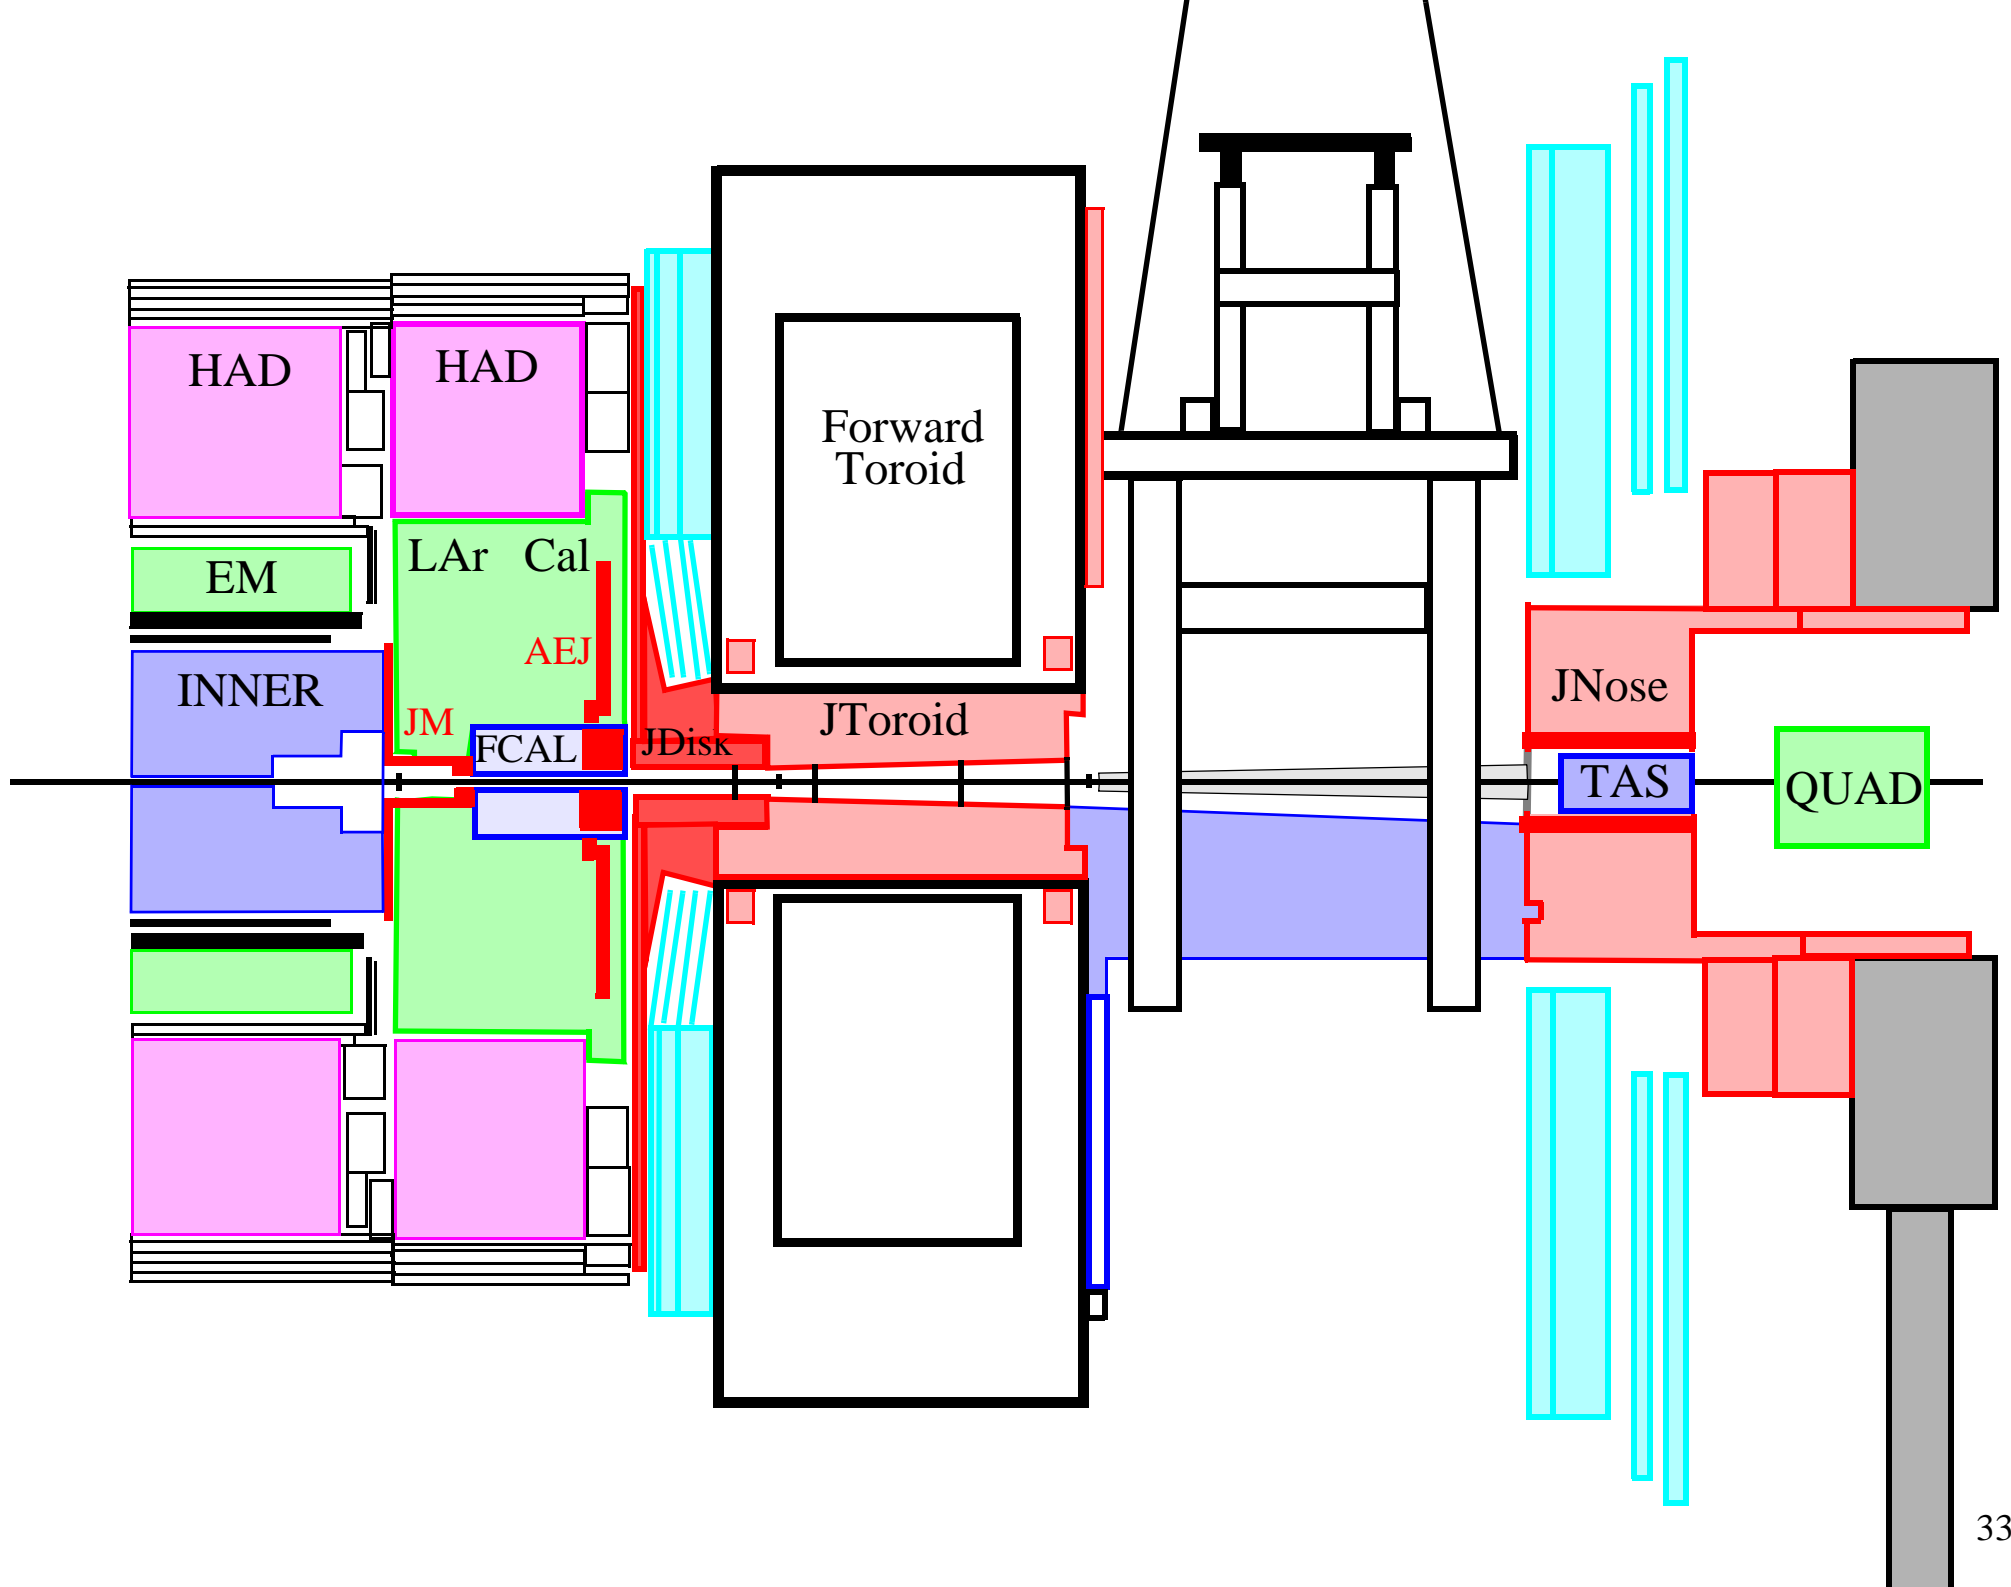 HAD
HAD
Forward
Toroid
LAr Cal
EM
AEJ
INNER
JM
FCAL
JDisk
JToroid
JNose
TAS
QUAD
33